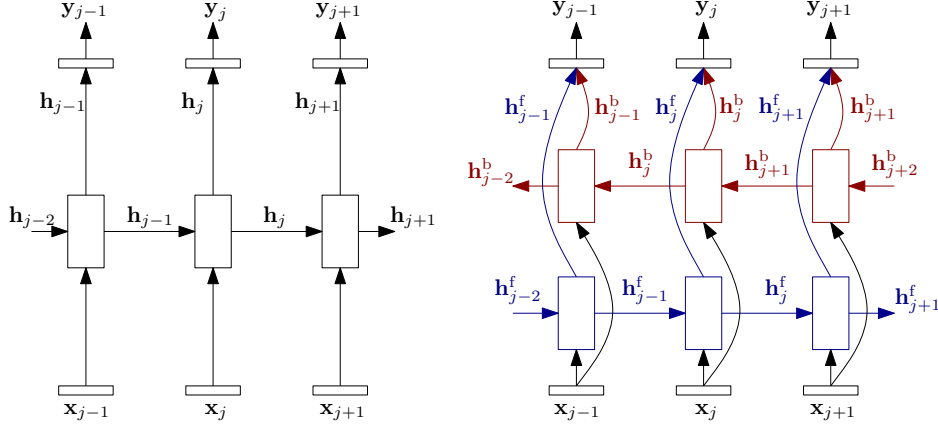 y_{j−1} y_j y_{j+1}
h_{j−1} h_j h_{j+1}
h_{j−2} h_{j−1} h_j h_{j+1}
x_{j−1} x_j x_{j+1}
y_{j−1} y_j y_{j+1}
h^f_{j−1} h^b_{j−1} h^f_j h^b_j h^f_{j+1} h^b_{j+1}
h^b_{j−2} h^b_j h^b_{j+1} h^b_{j+2}
h^f_{j−2} h^f_{j−1} h^f_j h^f_{j+1}
x_{j−1} x_j x_{j+1}